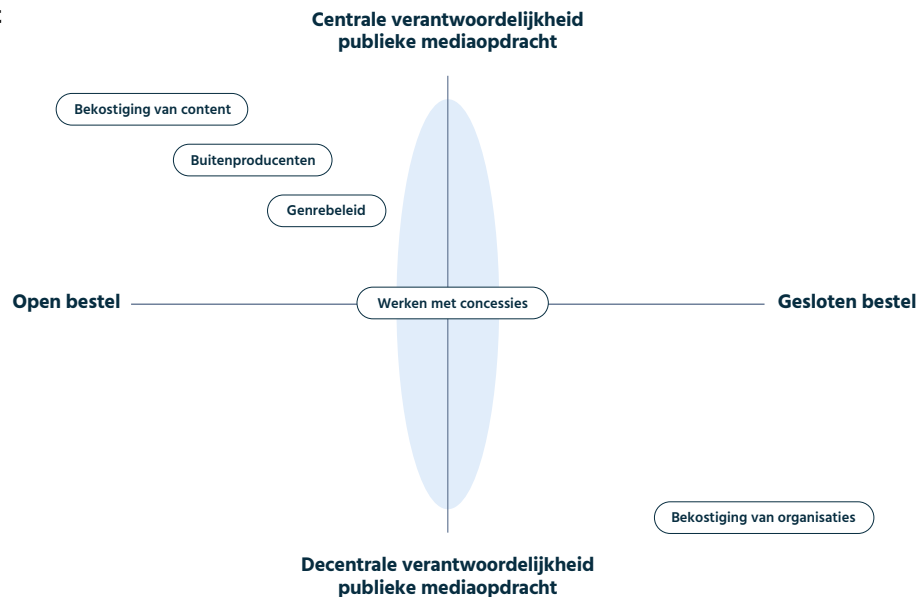 Centrale verantwoordelijkheid
publieke mediaopdracht
Bekostiging van content
Buitenproducenten
Genrebeleid
Open bestel
Werken met concessies
Gesloten bestel
Bekostiging van organisaties
Decentrale verantwoordelijkheid
publieke mediaopdracht